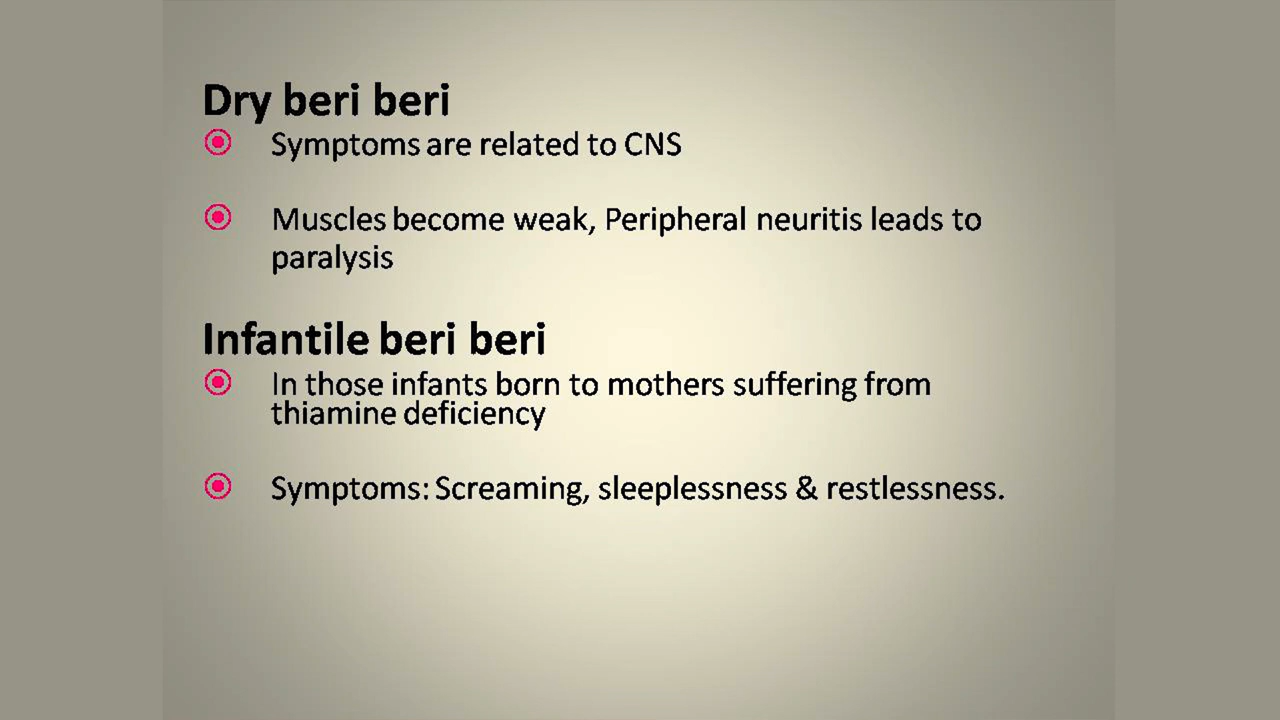 Dry beri beri
Symptoms are related to CNS
Muscles become weak, Peripheral neuritis leads to
paralysis
Infantile beri beri
In those infants born to mothers suffering from
thiamine deficiency
Symptoms: Screaming, sleeplessness & restlessness.